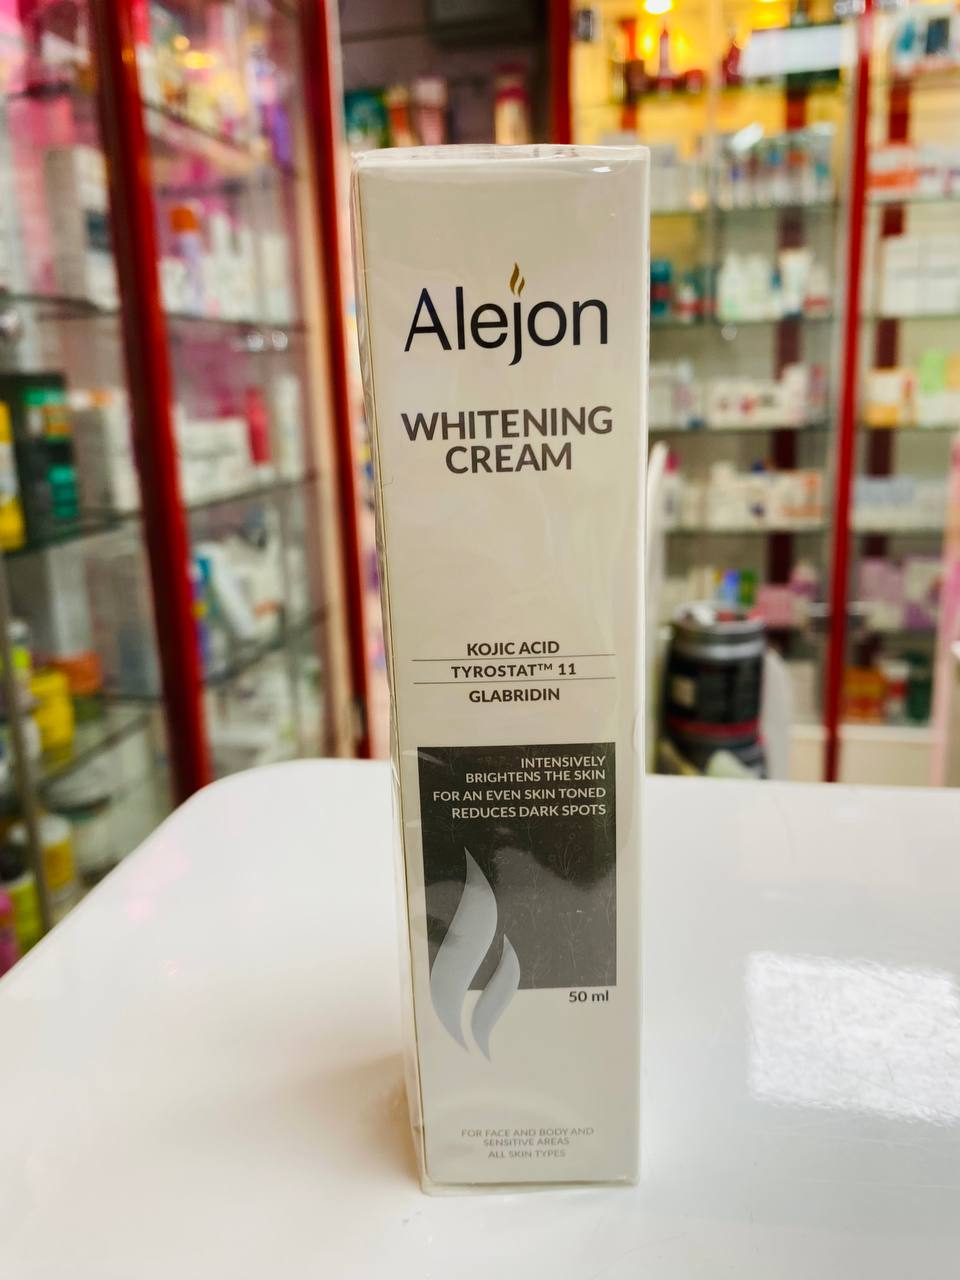 Alejon
WHITENING
CREAM
KOJIC ACID
TYROSTAT™ 11
GLABRIDIN
INTENSIVELY
BRIGHTENS THE SKIN
FOR AN EVEN SKIN TONED
REDUCES DARK SPOTS
50 ml
FOR FACE AND BODY AND
SENSITIVE AREAS
ALL SKIN TYPES